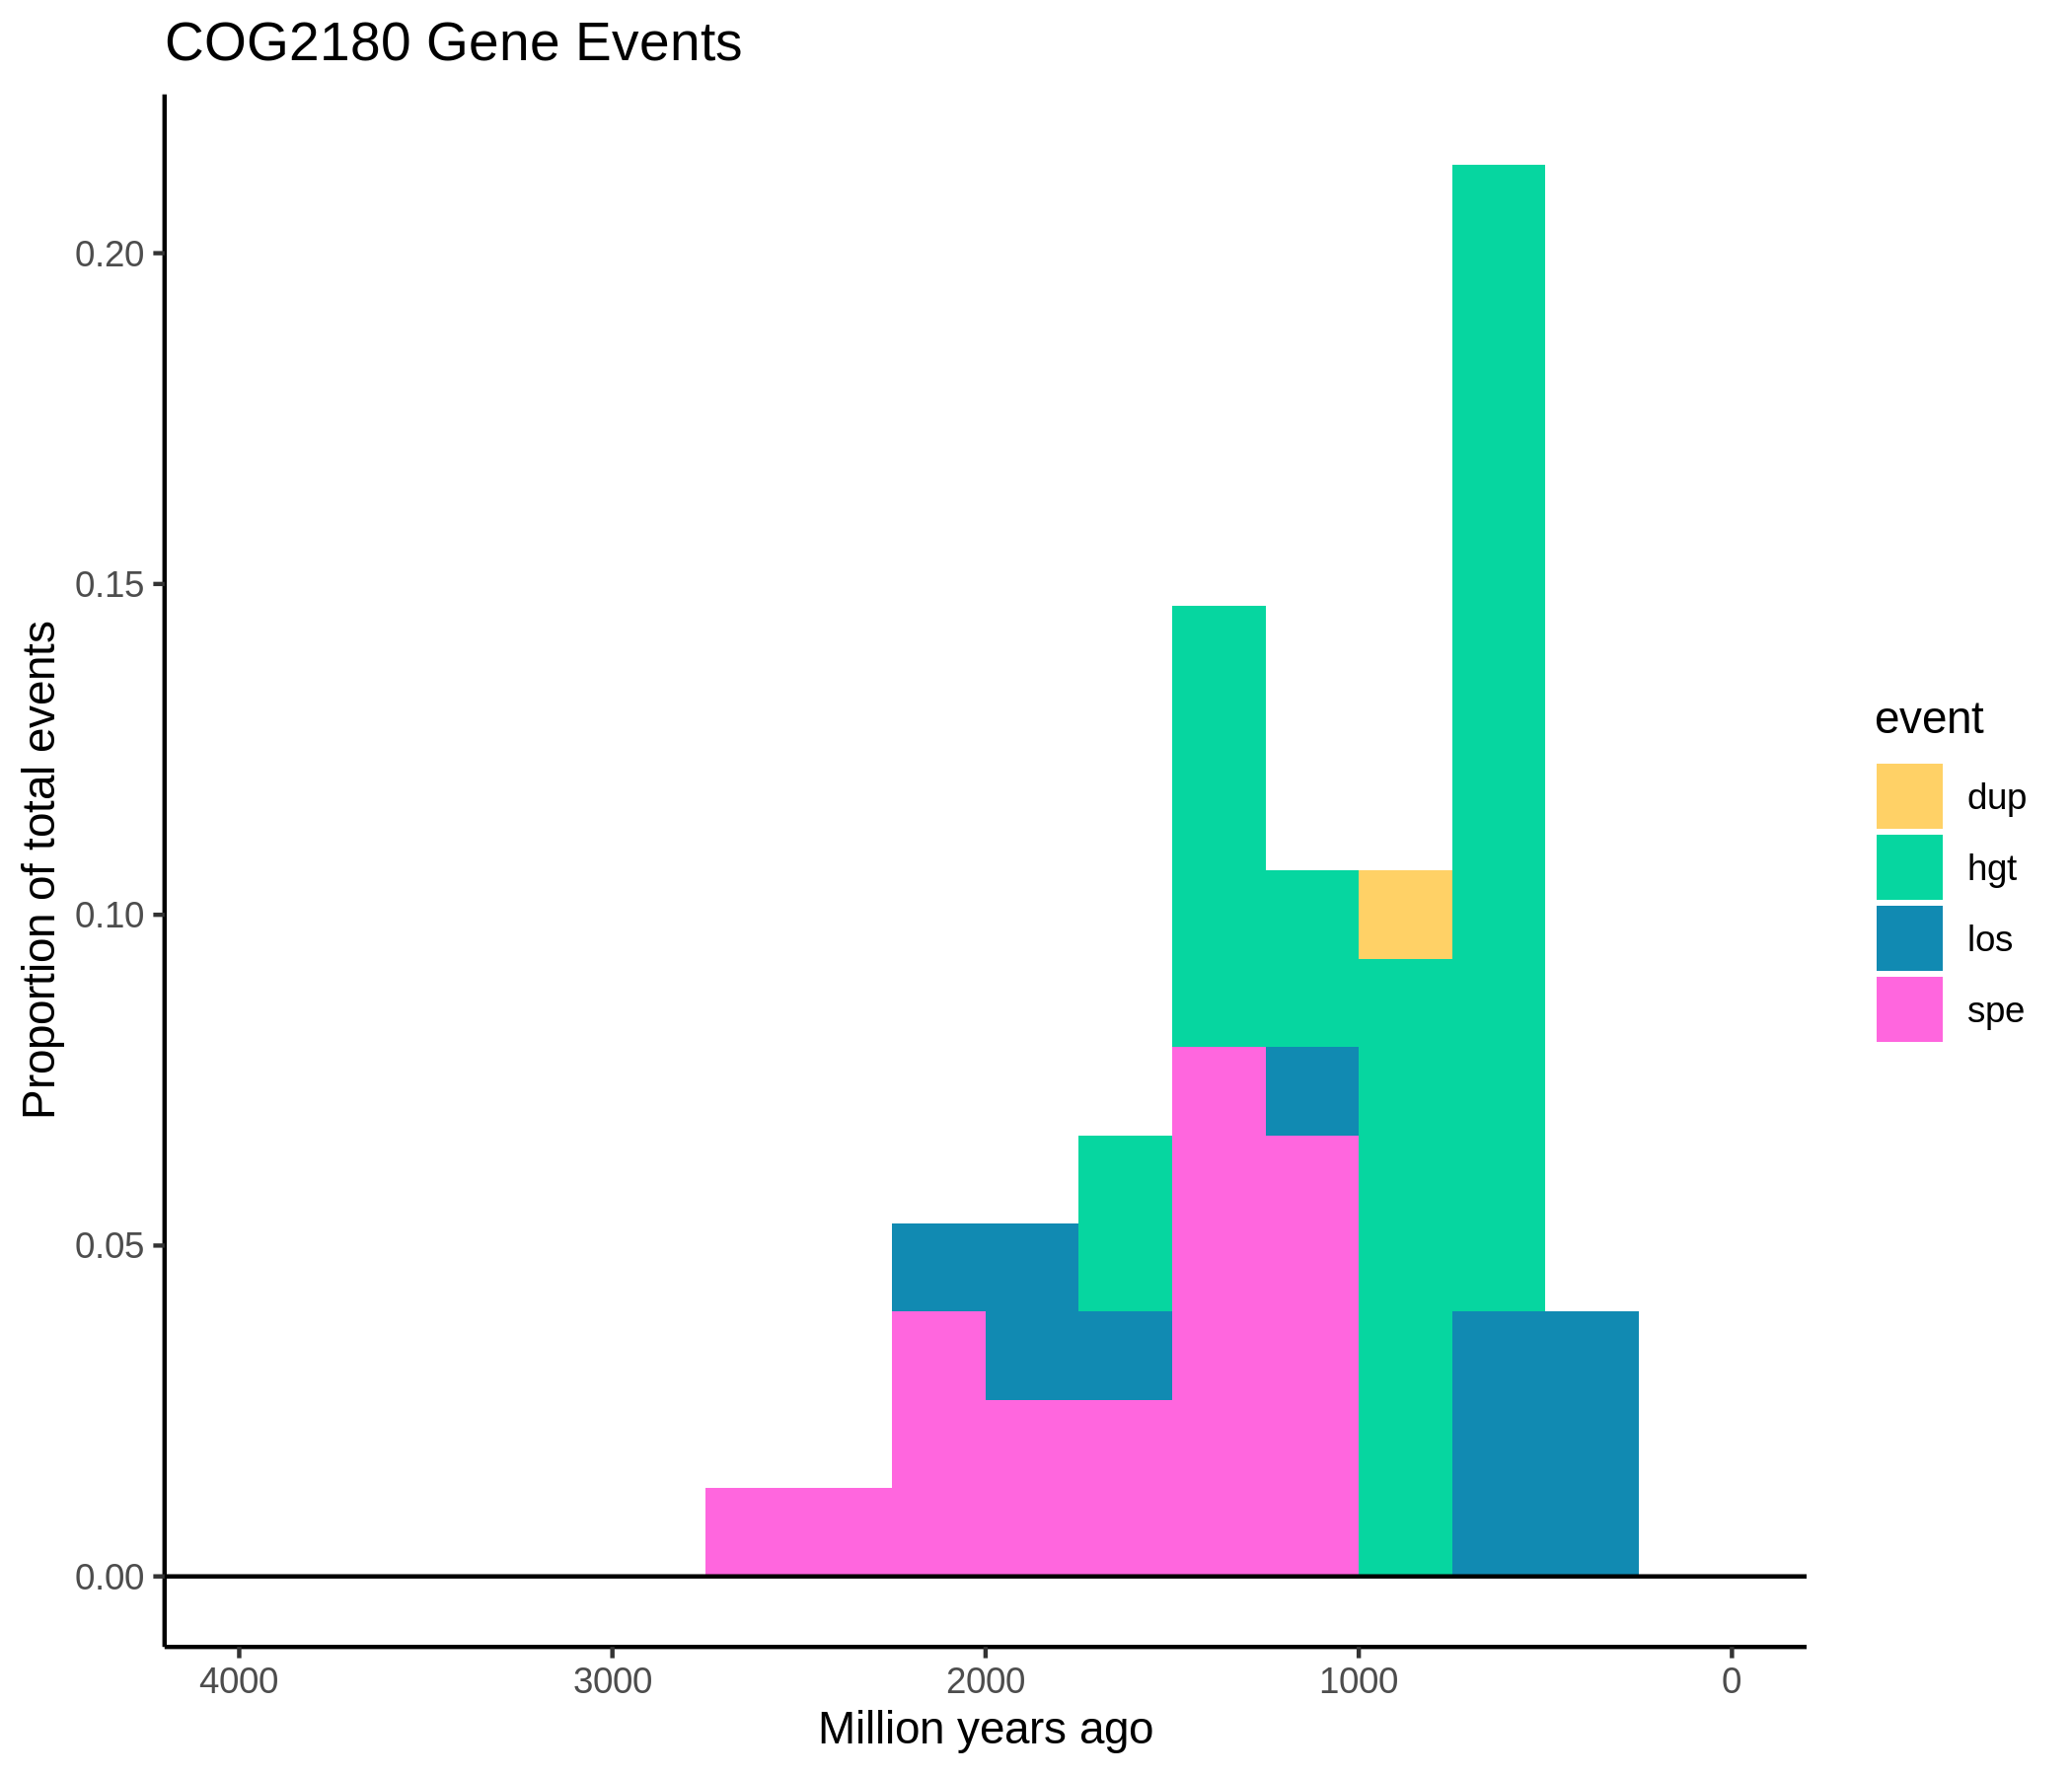 COG2180 Gene Events
Proportion of total events
0.20
0.15
0.10
0.05
0.00
4000 3000 2000 1000 0
Million years ago
event
dup
hgt
los
spe